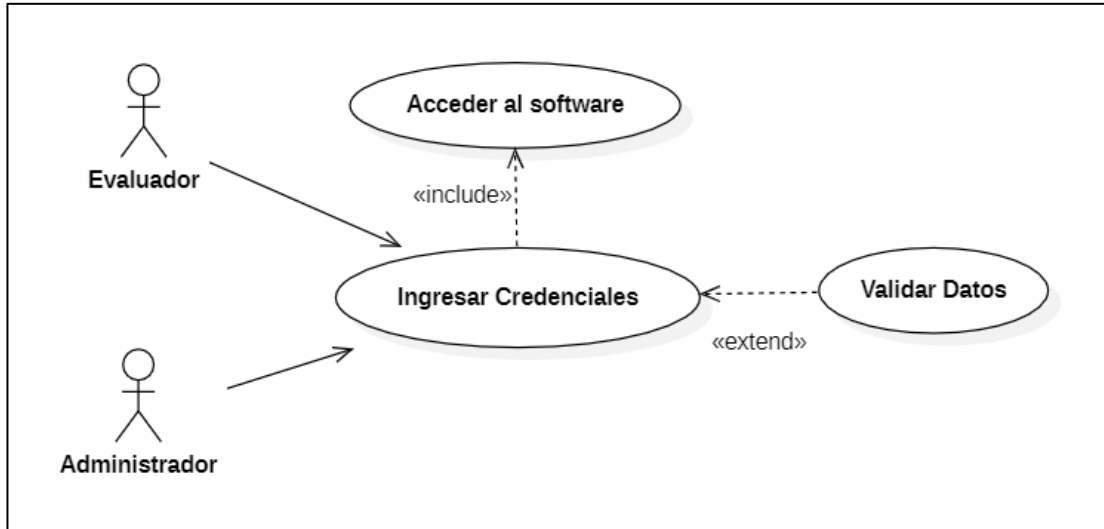 Acceder al software
Evaluador
«include»
Ingresar Credenciales
Validar Datos
«extend»
Administrador